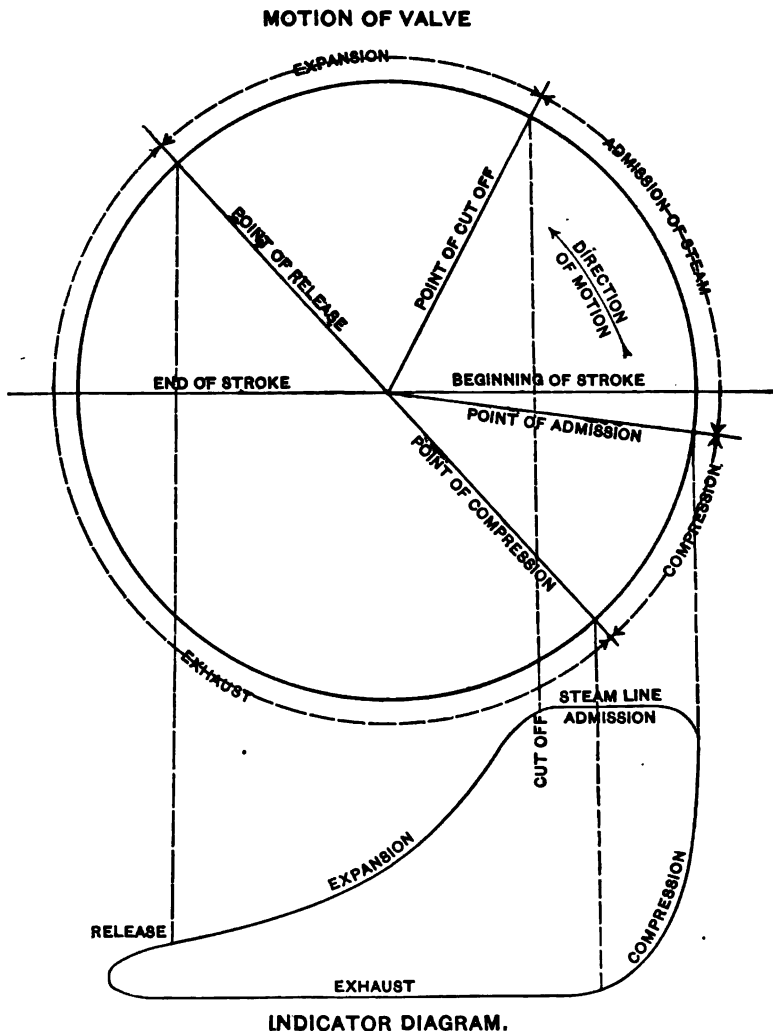 MOTION OF VALVE
EXPANSION
ADMISSION OF STEAM
POINT OF CUT OFF
DIRECTION
OF MOTION
POINT OF RELEASE
END OF STROKE
BEGINNING OF STROKE
POINT OF ADMISSION
POINT OF COMPRESSION
COMPRESSION.
EXHAUST
STEAM LINE
ADMISSION
CUT OFF
EXPANSION
COMPRESSION
RELEASE
EXHAUST
INDICATOR DIAGRAM.